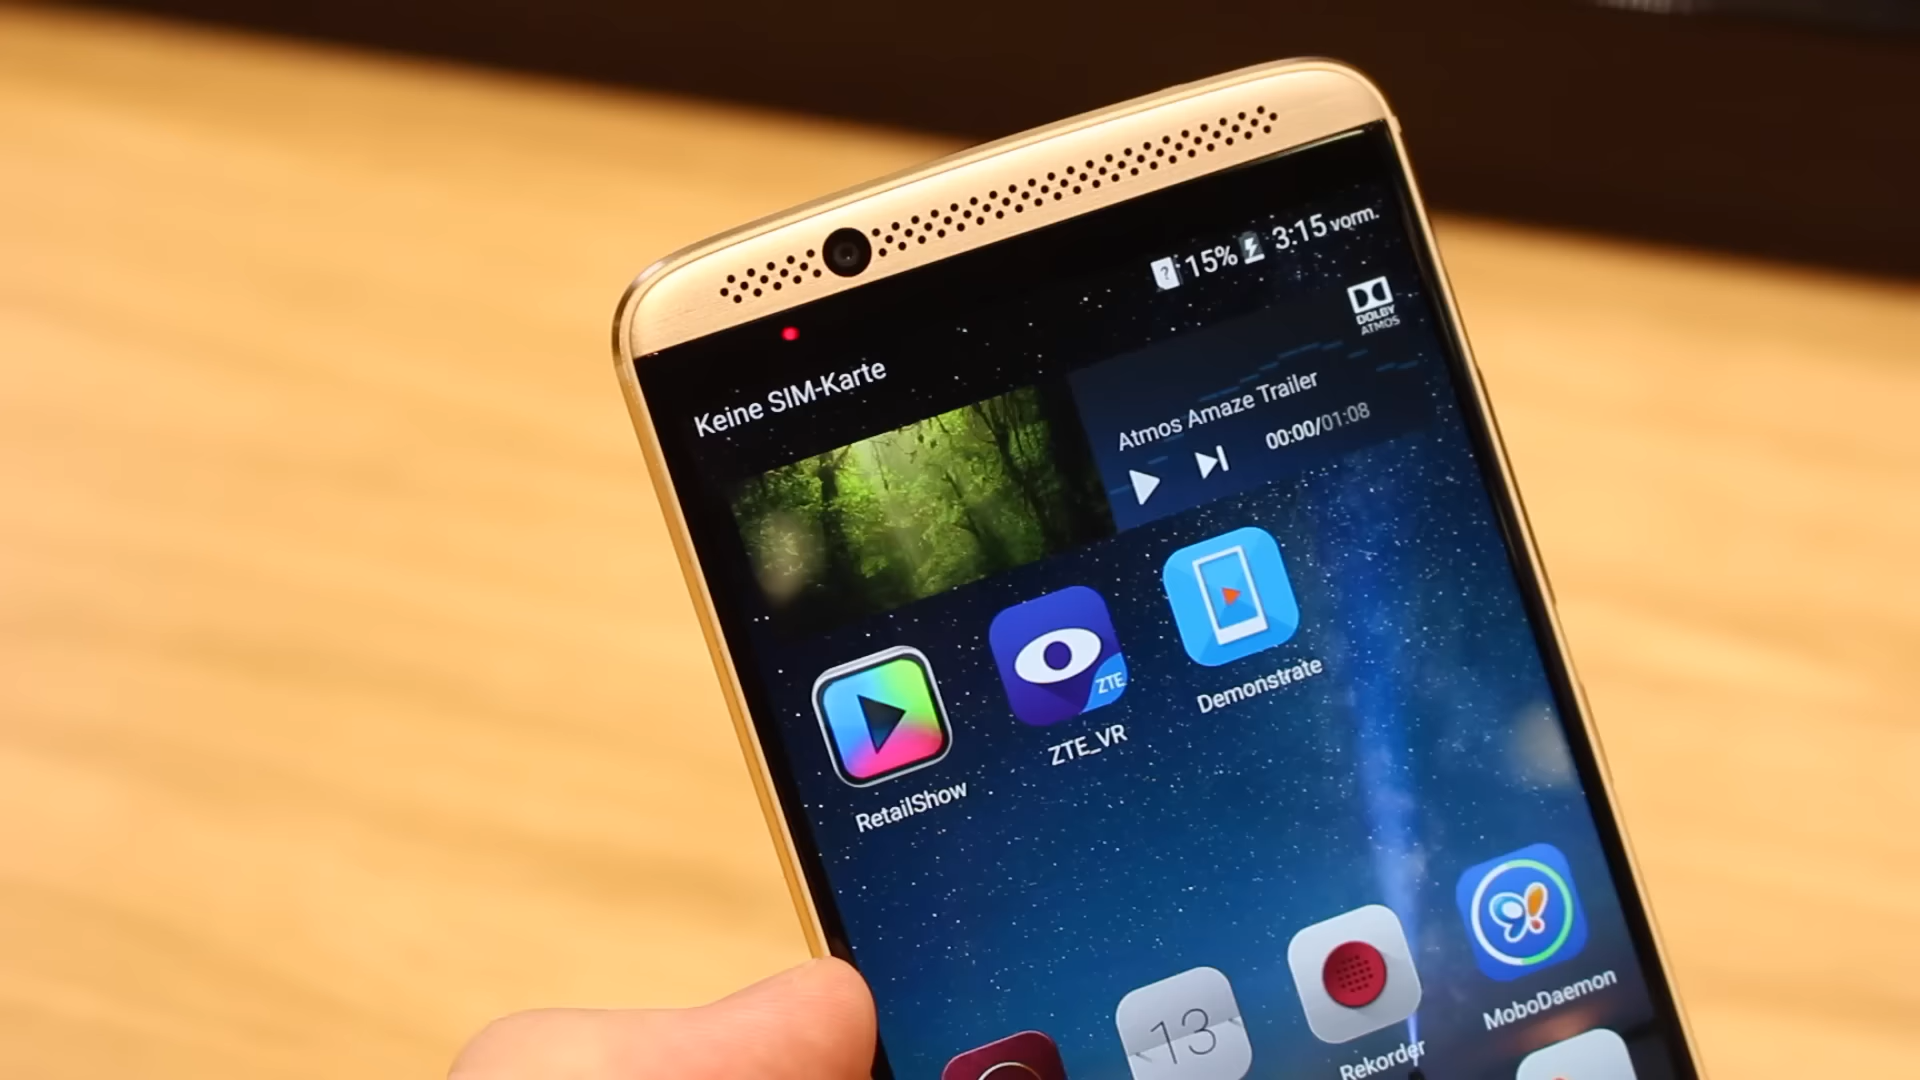 ? 15% 3:15 vorm.
Keine SIM-Karte
DOLBY
ATMOS
Atmos Amaze Trailer
00:00/01:08
ZTE
RetailShow
ZTE_VR
Demonstrate
13
Rekorder
MoboDaemon